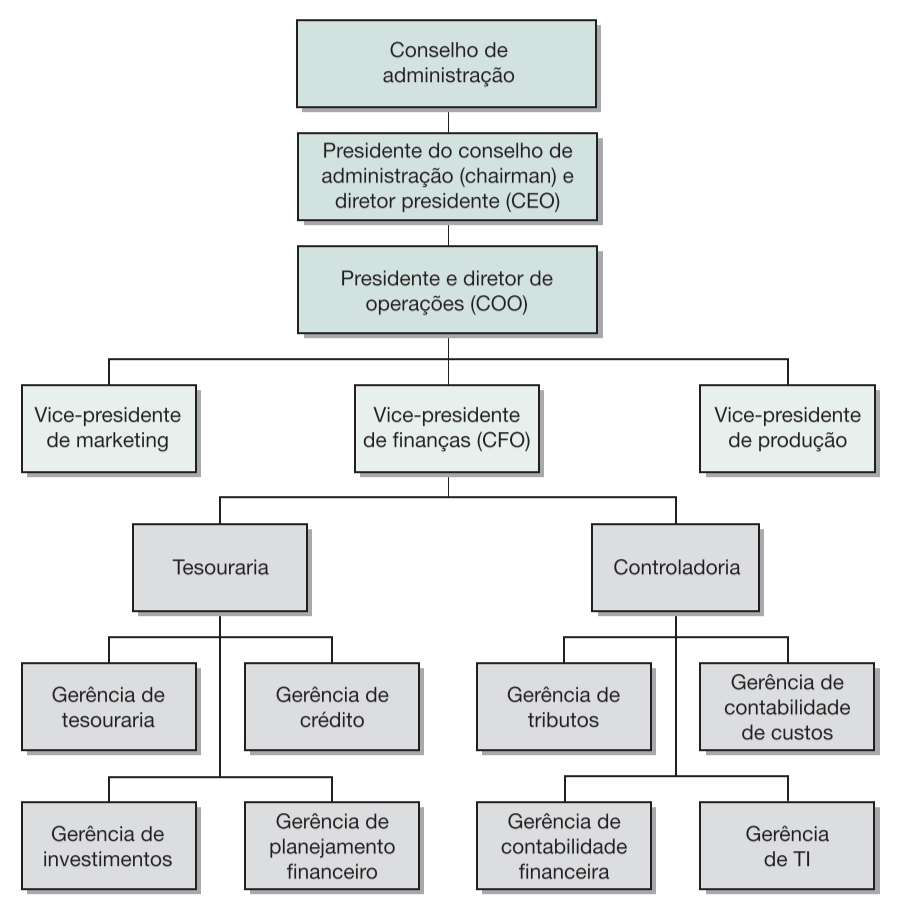 Conselho de
administração
Presidente do conselho de
administração (chairman) e
diretor presidente (CEO)
Presidente e diretor de
operações (COO)
Vice-presidente
de marketing
Vice-presidente
de finanças (CFO)
Vice-presidente
de produção
Tesouraria
Controladoria
Gerência de
tesouraria
Gerência de
crédito
Gerência de
tributos
Gerência de
contabilidade
de custos
Gerência de
investimentos
Gerência de
planejamento
financeiro
Gerência de
contabilidade
financeira
Gerência
de TI